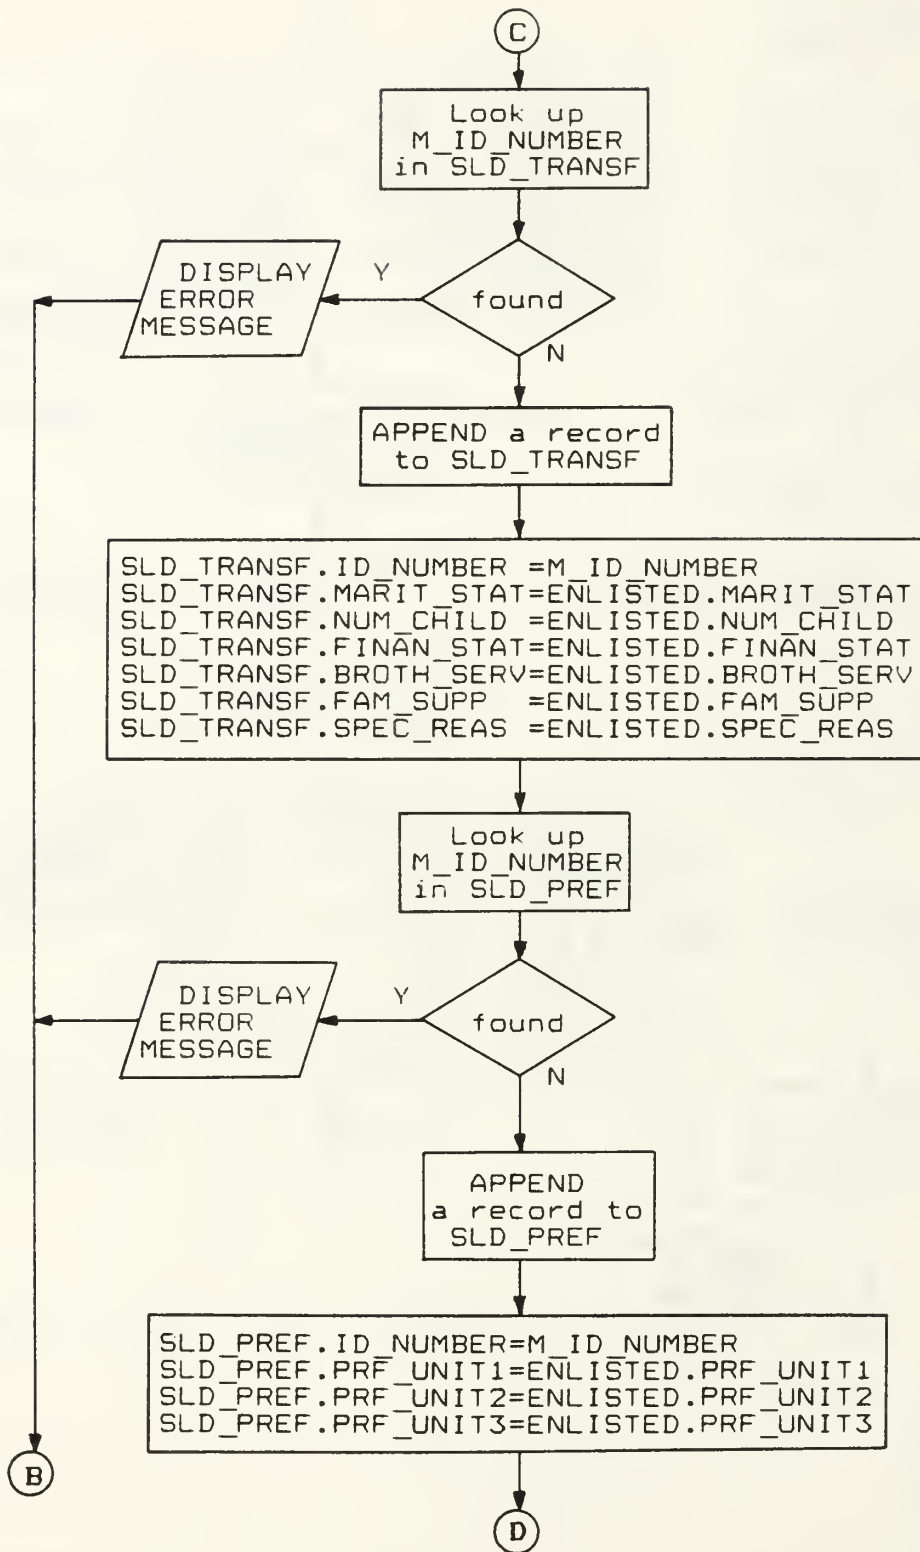 C
Look up
M_ID_NUMBER
in SLD_TRANSF
DISPLAY
ERROR
MESSAGE
Y
found
N
APPEND a record
to SLD_TRANSF
SLD_TRANSF.ID_NUMBER =M_ID_NUMBER
SLD_TRANSF.MARIT_STAT=ENLISTED.MARIT_STAT
SLD_TRANSF.NUM_CHILD =ENLISTED.NUM_CHILD
SLD_TRANSF.FINAN_STAT=ENLISTED.FINAN_STAT
SLD_TRANSF.BROTH_SERV=ENLISTED.BROTH_SERV
SLD_TRANSF.FAM_SUPP =ENLISTED.FAM_SUPP
SLD_TRANSF.SPEC_REAS =ENLISTED.SPEC_REAS
Look up
M_ID_NUMBER
in SLD_PREF
DISPLAY
ERROR
MESSAGE
Y
found
N
APPEND
a record to
SLD_PREF
SLD_PREF.ID_NUMBER=M_ID_NUMBER
SLD_PREF.PRF_UNIT1=ENLISTED.PRF_UNIT1
SLD_PREF.PRF_UNIT2=ENLISTED.PRF_UNIT2
SLD_PREF.PRF_UNIT3=ENLISTED.PRF_UNIT3
B
D